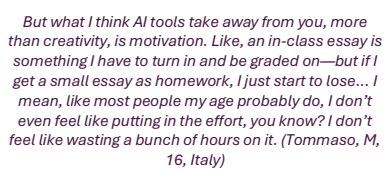 But what I think AI tools take away from you, more
than creativity, is motivation. Like, an in-class essay is
something I have to turn in and be graded on—but if I
get a small essay as homework, I just start to lose... I
mean, like most people my age probably do, I don’t
even feel like putting in the effort, you know? I don’t
feel like wasting a bunch of hours on it. (Tommaso, M,
16, Italy)